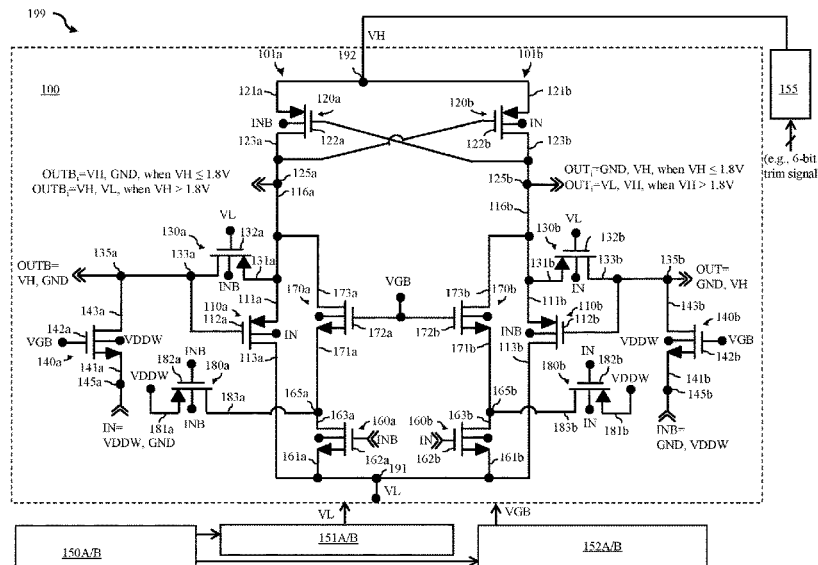 199
VH
101a
192
101b
100
121a
120a
INB
122a
123a
121b
120b
IN
122b
123b
155
(e.g., 6-bit
trim signal
OUTBi=VH, GND, when VH ≤ 1.8V
OUTBi=VH, VL, when VH > 1.8V
125a
116a
125b
116b
OUTi=GND, VH, when VH ≤ 1.8V
OUTi=VL, VH, when VH > 1.8V
VL
130a
132a
135a
133a
OUTB=
VH, GND
INB
131a
VL
130b
132b
131b
133b
IN
135b
OUT=
GND, VH
111a
110a
112a
IN
113a
170a
173a
172a
171a
VGB
173b
170b
172b
171b
111b
110b
INB
112b
113b
143a
142a
VGB
VDDW
140a
141a
145a
IN=
VDDW, GND
143b
140b
VDDW
VGB
142b
141b
145b
INB=
GND, VDDW
INB
182a
180a
VDDW
INB
181a
183a
165a
163a
160a
INB
162a
161a
165b
160b
163b
IN
162b
161b
IN
182b
180b
VDDW
IN
183b
181b
191
VL
VL
VGB
150A/B
151A/B
152A/B